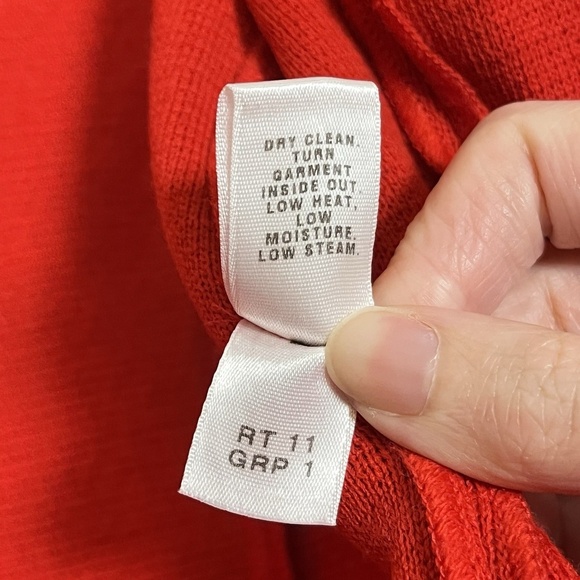 DRY CLEAN.
TURN
GARMENT
INSIDE OUT.
LOW HEAT,
LOW
MOISTURE.
LOW STEAM.
RT 11
GRP 1